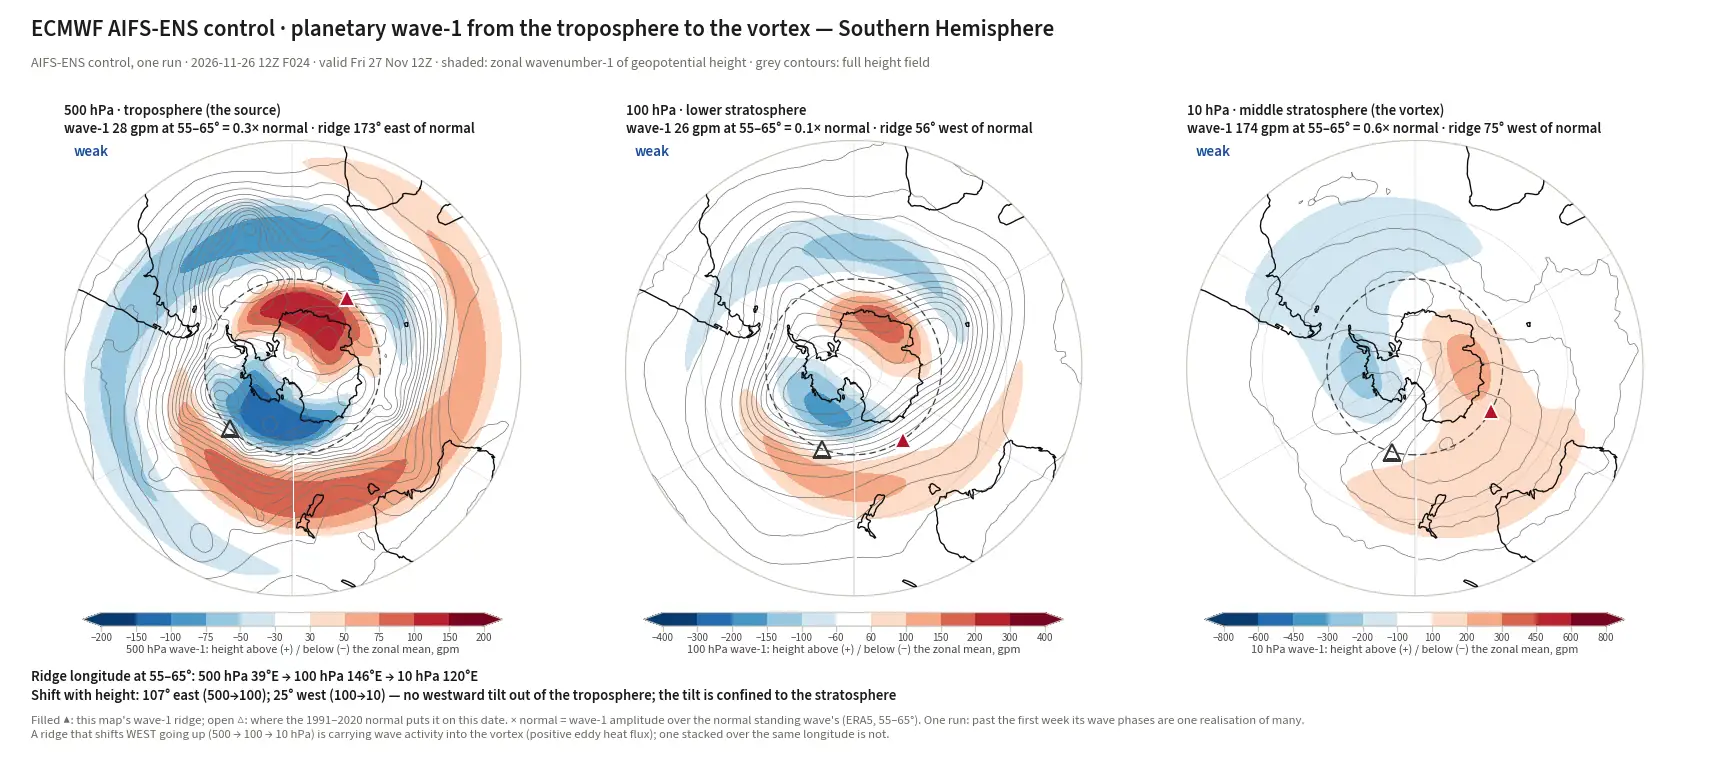 ECMWF AIFS-ENS control · planetary wave-1 from the troposphere to the vortex — Southern Hemisphere
AIFS-ENS control, one run · 2026-11-26 12Z F024 · valid Fri 27 Nov 12Z · shaded: zonal wavenumber-1 of geopotential height · grey contours: full height field
500 hPa · troposphere (the source)
wave-1 28 gpm at 55–65° = 0.3× normal · ridge 173° east of normal
weak
100 hPa · lower stratosphere
wave-1 26 gpm at 55–65° = 0.1× normal · ridge 56° west of normal
weak
10 hPa · middle stratosphere (the vortex)
wave-1 174 gpm at 55–65° = 0.6× normal · ridge 75° west of normal
weak
−200 −150 −100 −75 −50 −30 30 50 75 100 150 200
500 hPa wave-1: height above (+) / below (−) the zonal mean, gpm
−400 −300 −200 −150 −100 −60 60 100 150 200 300 400
100 hPa wave-1: height above (+) / below (−) the zonal mean, gpm
−800 −600 −450 −300 −200 −100 100 200 300 450 600 800
10 hPa wave-1: height above (+) / below (−) the zonal mean, gpm
Ridge longitude at 55–65°: 500 hPa 39°E → 100 hPa 146°E → 10 hPa 120°E
Shift with height: 107° east (500→100); 25° west (100→10) — no westward tilt out of the troposphere; the tilt is confined to the stratosphere
Filled ▲: this map's wave-1 ridge; open △: where the 1991–2020 normal puts it on this date. × normal = wave-1 amplitude over the normal standing wave's (ERA5, 55–65°). One run: past the first week its wave phases are one realisation of many.
A ridge that shifts WEST going up (500 → 100 → 10 hPa) is carrying wave activity into the vortex (positive eddy heat flux); one stacked over the same longitude is not.